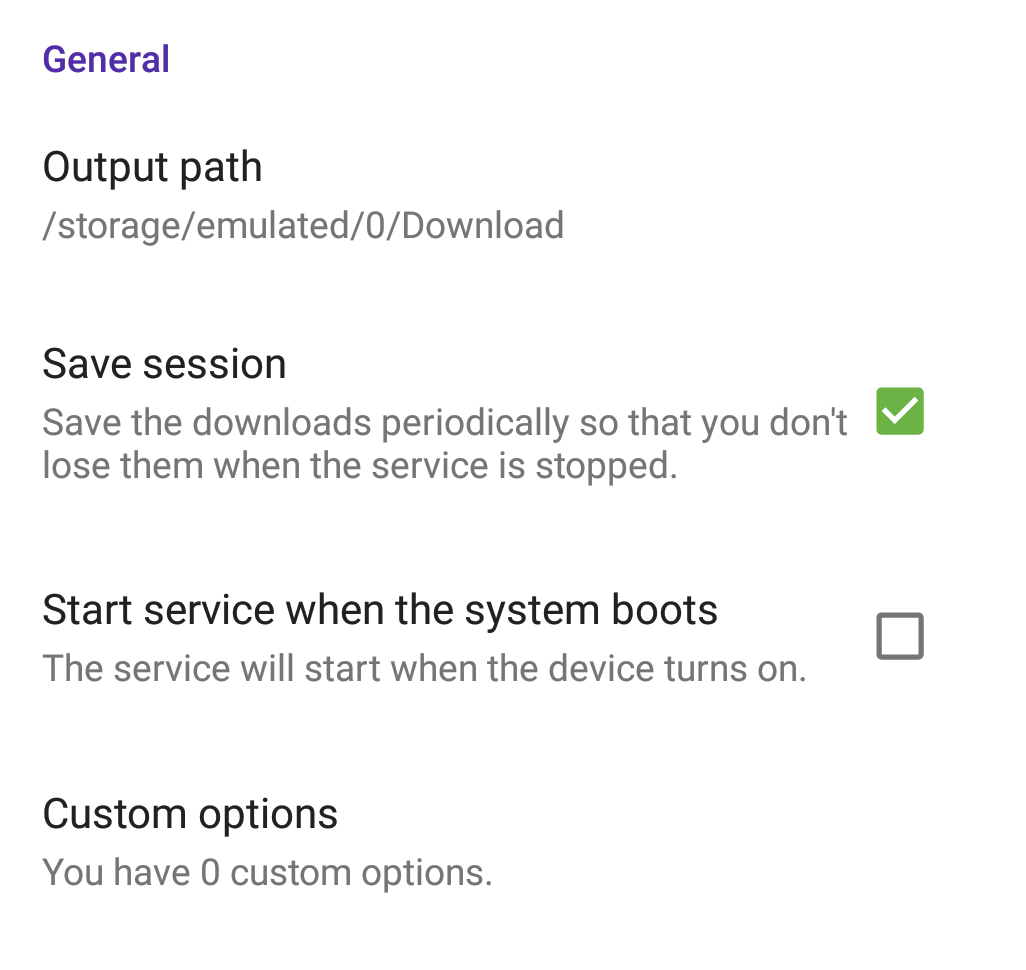 General
Output path
/storage/emulated/0/Download
Save session
Save the downloads periodically so that you don't
lose them when the service is stopped.
Start service when the system boots
The service will start when the device turns on.
Custom options
You have 0 custom options.